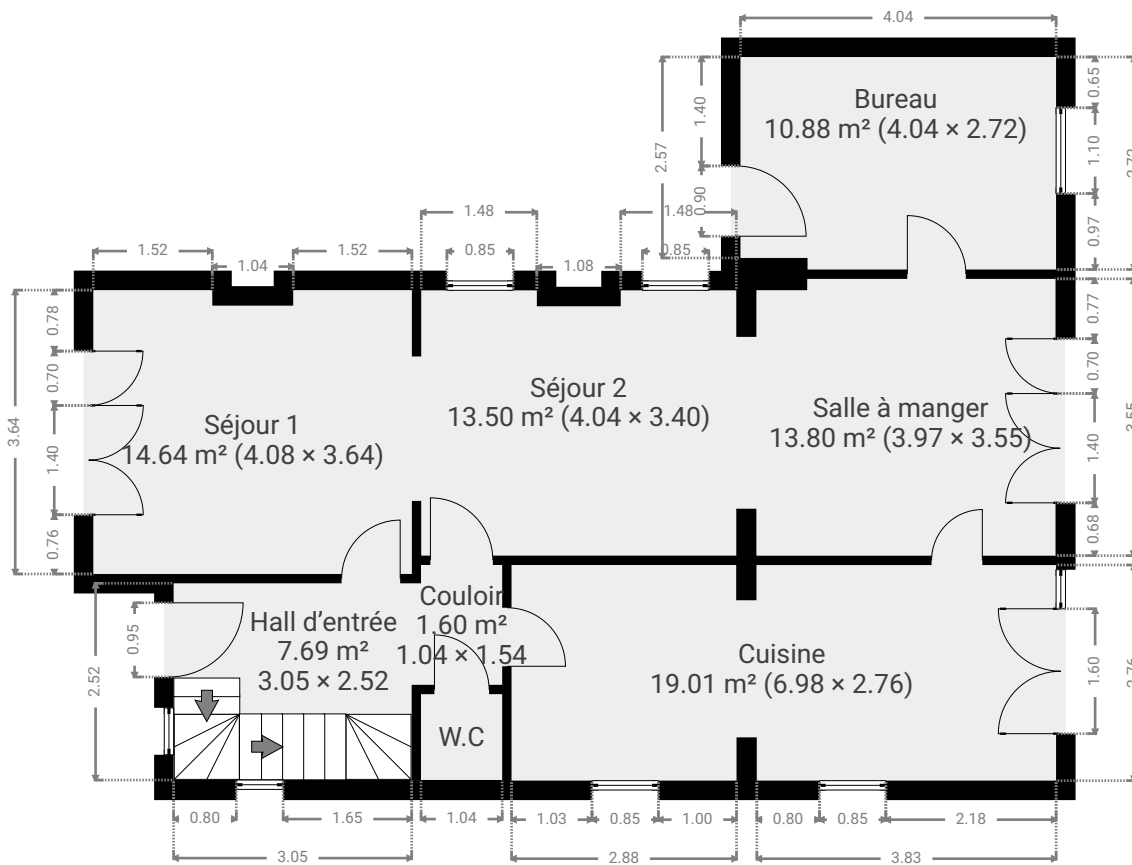 4.04
Bureau
10.88 m² (4.04 × 2.72)
1.40
2.57
0.90
0.65
1.10
0.97
1.48
1.48
0.85
0.85
1.52
1.04
1.52
1.08
0.78
0.70
3.64
1.40
0.76
0.77
0.70
3.55
1.40
0.68
Séjour 1
14.64 m² (4.08 × 3.64)
Séjour 2
13.50 m² (4.04 × 3.40)
Salle à manger
13.80 m² (3.97 × 3.55)
0.95
2.52
Hall d'entrée
7.69 m²
3.05 × 2.52
Couloir
1.60 m²
1.04 × 1.54
W.C
Cuisine
19.01 m² (6.98 × 2.76)
1.60
2.76
0.80
1.65
1.04
1.03
0.85
1.00
0.80
0.85
2.18
3.05
2.88
3.83